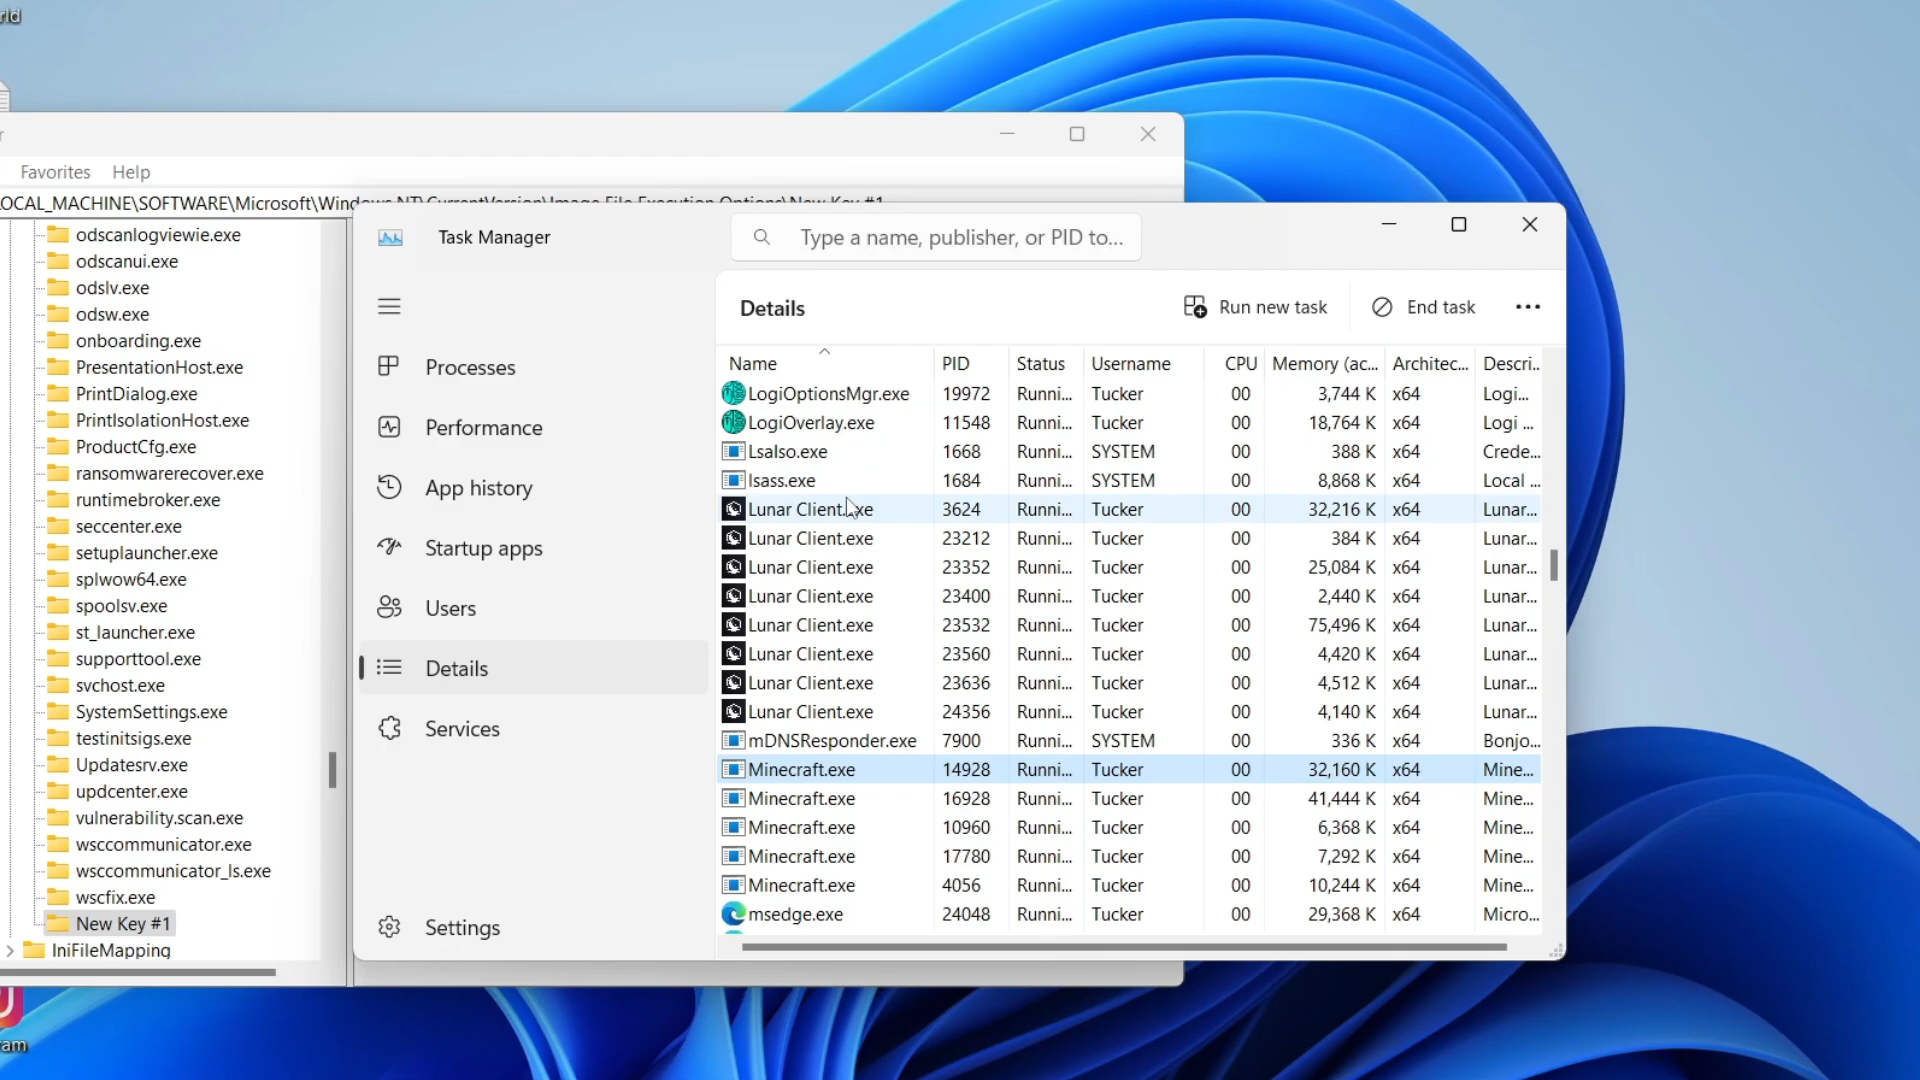 rld
r
Favorites Help
LOCAL_MACHINE\SOFTWARE\Microsoft\Windows NT\CurrentVersion\Image File Execution Options\New Key #1
odscanlogviewie.exe
odscanui.exe
odslv.exe
odsw.exe
onboarding.exe
PresentationHost.exe
PrintDialog.exe
PrintIsolationHost.exe
ProductCfg.exe
ransomwarerecover.exe
runtimebroker.exe
seccenter.exe
setuplauncher.exe
splwow64.exe
spoolsv.exe
st_launcher.exe
supporttool.exe
svchost.exe
SystemSettings.exe
testinitsigs.exe
Updatesrv.exe
updcenter.exe
vulnerability.scan.exe
wsccommunicator.exe
wsccommunicator_ls.exe
wscfix.exe
New Key #1
IniFileMapping
ram
Task Manager
Type a name, publisher, or PID to...
Processes
Performance
App history
Startup apps
Users
Details
Services
Settings
Details Run new task End task
Name PID Status Username CPU Memory (ac... Architec... Descri...
LogiOptionsMgr.exe 19972 Runni... Tucker 00 3,744 K x64 Logi...
LogiOverlay.exe 11548 Runni... Tucker 00 18,764 K x64 Logi ...
LsaIso.exe 1668 Runni... SYSTEM 00 388 K x64 Crede...
lsass.exe 1684 Runni... SYSTEM 00 8,868 K x64 Local ...
Lunar Client.exe 3624 Runni... Tucker 00 32,216 K x64 Lunar...
Lunar Client.exe 23212 Runni... Tucker 00 384 K x64 Lunar...
Lunar Client.exe 23352 Runni... Tucker 00 25,084 K x64 Lunar...
Lunar Client.exe 23400 Runni... Tucker 00 2,440 K x64 Lunar...
Lunar Client.exe 23532 Runni... Tucker 00 75,496 K x64 Lunar...
Lunar Client.exe 23560 Runni... Tucker 00 4,420 K x64 Lunar...
Lunar Client.exe 23636 Runni... Tucker 00 4,512 K x64 Lunar...
Lunar Client.exe 24356 Runni... Tucker 00 4,140 K x64 Lunar...
mDNSResponder.exe 7900 Runni... SYSTEM 00 336 K x64 Bonjo...
Minecraft.exe 14928 Runni... Tucker 00 32,160 K x64 Mine...
Minecraft.exe 16928 Runni... Tucker 00 41,444 K x64 Mine...
Minecraft.exe 10960 Runni... Tucker 00 6,368 K x64 Mine...
Minecraft.exe 17780 Runni... Tucker 00 7,292 K x64 Mine...
Minecraft.exe 4056 Runni... Tucker 00 10,244 K x64 Mine...
msedge.exe 24048 Runni... Tucker 00 29,368 K x64 Micro...